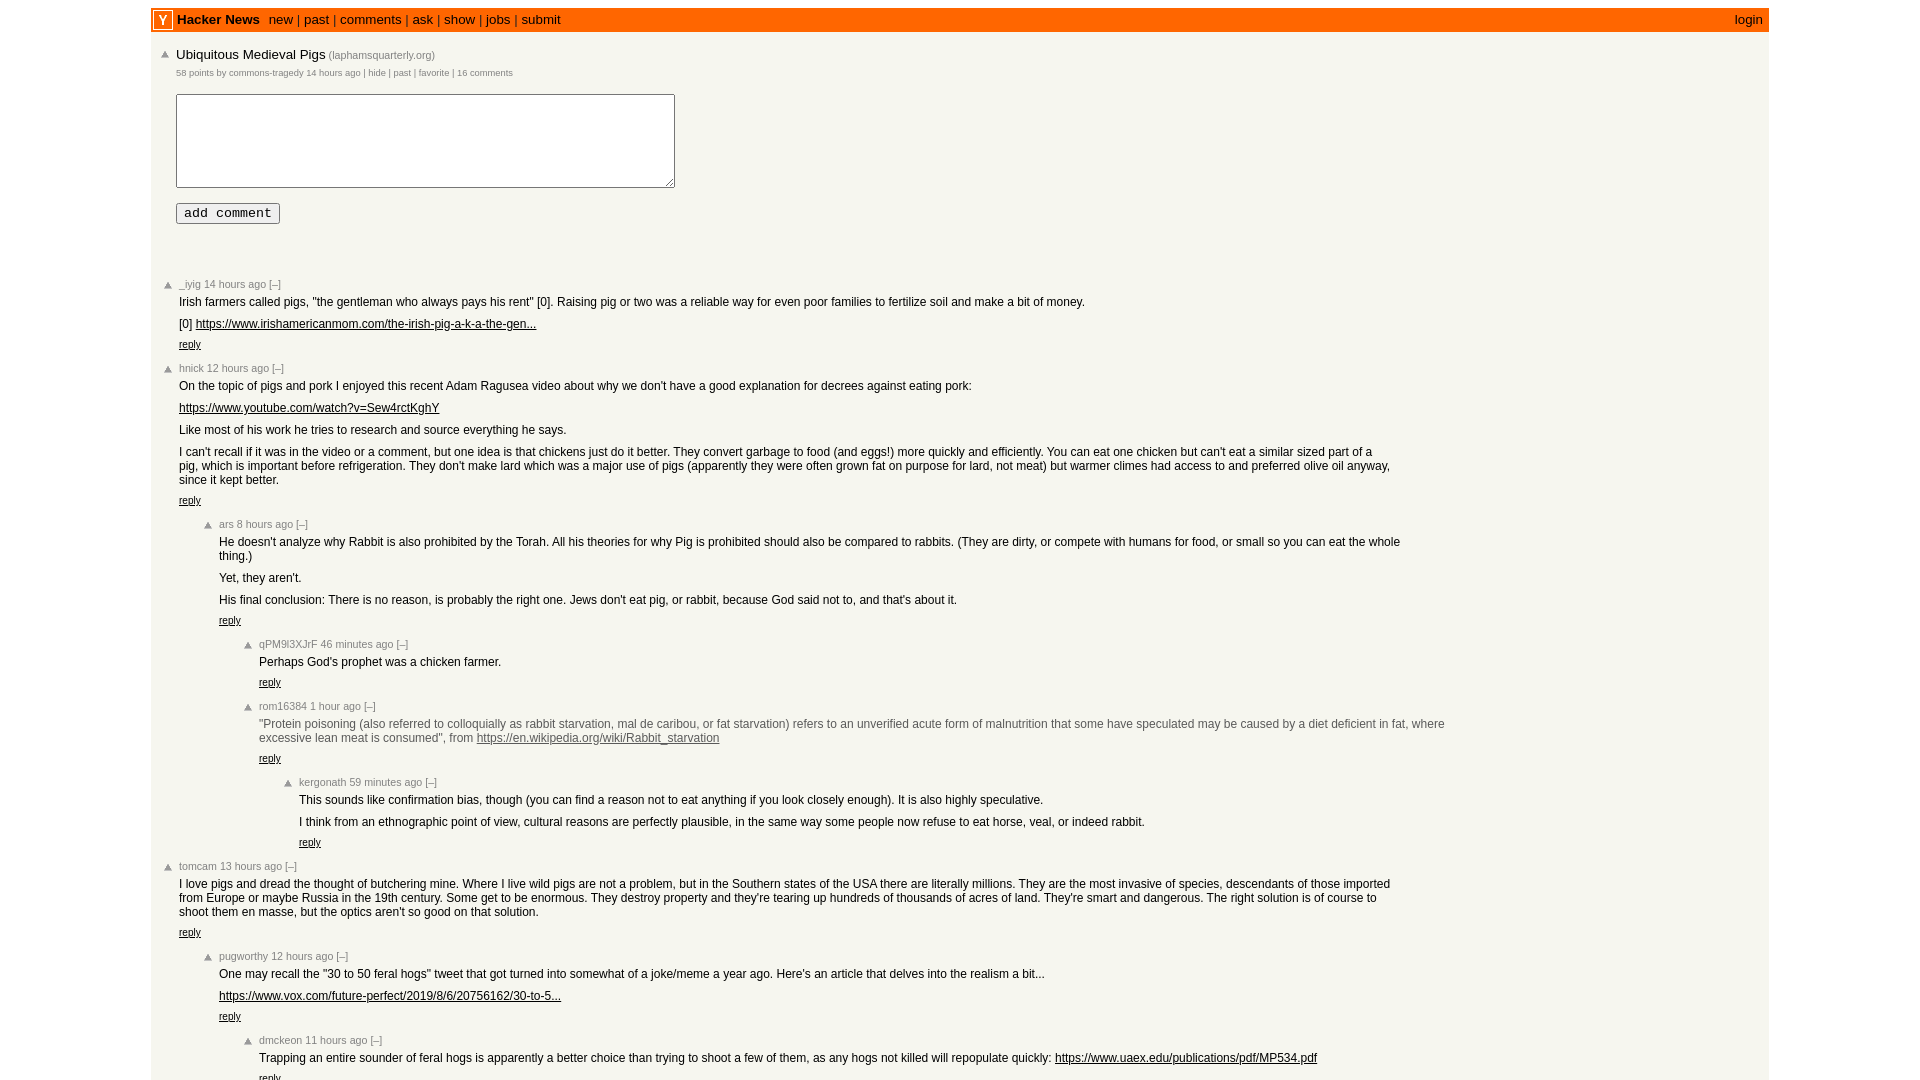 Y Hacker News new | past | comments | ask | show | jobs | submit login
Ubiquitous Medieval Pigs (laphamsquarterly.org)
58 points by commons-tragedy 14 hours ago | hide | past | favorite | 16 comments
add comment
_iyig 14 hours ago [–]
Irish farmers called pigs, "the gentleman who always pays his rent" [0]. Raising pig or two was a reliable way for even poor families to fertilize soil and make a bit of money.
[0] https://www.irishamericanmom.com/the-irish-pig-a-k-a-the-gen...
reply
hnick 12 hours ago [–]
On the topic of pigs and pork I enjoyed this recent Adam Ragusea video about why we don't have a good explanation for decrees against eating pork:
https://www.youtube.com/watch?v=Sew4rctKghY
Like most of his work he tries to research and source everything he says.
I can't recall if it was in the video or a comment, but one idea is that chickens just do it better. They convert garbage to food (and eggs!) more quickly and efficiently. You can eat one chicken but can't eat a similar sized part of a
pig, which is important before refrigeration. They don't make lard which was a major use of pigs (apparently they were often grown fat on purpose for lard, not meat) but warmer climes had access to and preferred olive oil anyway,
since it kept better.
reply
ars 8 hours ago [–]
He doesn't analyze why Rabbit is also prohibited by the Torah. All his theories for why Pig is prohibited should also be compared to rabbits. (They are dirty, or compete with humans for food, or small so you can eat the whole
thing.)
Yet, they aren't.
His final conclusion: There is no reason, is probably the right one. Jews don't eat pig, or rabbit, because God said not to, and that's about it.
reply
qPM9l3XJrF 46 minutes ago [–]
Perhaps God's prophet was a chicken farmer.
reply
rom16384 1 hour ago [–]
"Protein poisoning (also referred to colloquially as rabbit starvation, mal de caribou, or fat starvation) refers to an unverified acute form of malnutrition that some have speculated may be caused by a diet deficient in fat, where
excessive lean meat is consumed", from https://en.wikipedia.org/wiki/Rabbit_starvation
reply
kergonath 59 minutes ago [–]
This sounds like confirmation bias, though (you can find a reason not to eat anything if you look closely enough). It is also highly speculative.
I think from an ethnographic point of view, cultural reasons are perfectly plausible, in the same way some people now refuse to eat horse, veal, or indeed rabbit.
reply
tomcam 13 hours ago [–]
I love pigs and dread the thought of butchering mine. Where I live wild pigs are not a problem, but in the Southern states of the USA there are literally millions. They are the most invasive of species, descendants of those imported
from Europe or maybe Russia in the 19th century. Some get to be enormous. They destroy property and they're tearing up hundreds of thousands of acres of land. They're smart and dangerous. The right solution is of course to
shoot them en masse, but the optics aren't so good on that solution.
reply
pugworthy 12 hours ago [–]
One may recall the "30 to 50 feral hogs" tweet that got turned into somewhat of a joke/meme a year ago. Here's an article that delves into the realism a bit...
https://www.vox.com/future-perfect/2019/8/6/20756162/30-to-5...
reply
dmckeon 11 hours ago [–]
Trapping an entire sounder of feral hogs is apparently a better choice than trying to shoot a few of them, as any hogs not killed will repopulate quickly: https://www.uaex.edu/publications/pdf/MP534.pdf
reply